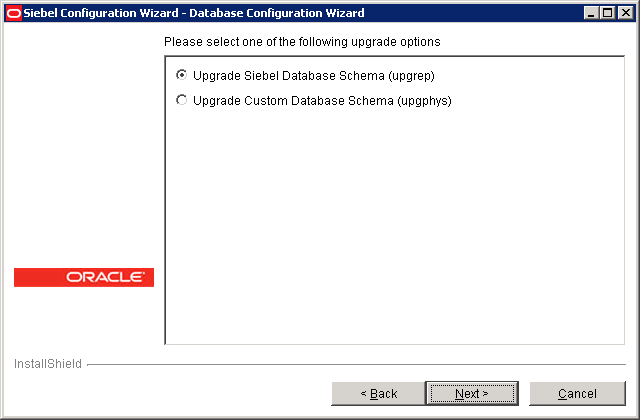 Siebel Configuration Wizard - Database Configuration Wizard
Please select one of the following upgrade options
Upgrade Siebel Database Schema (upgrep)
Upgrade Custom Database Schema (upgphys)
ORACLE
InstallShield
< Back
Next >
Cancel